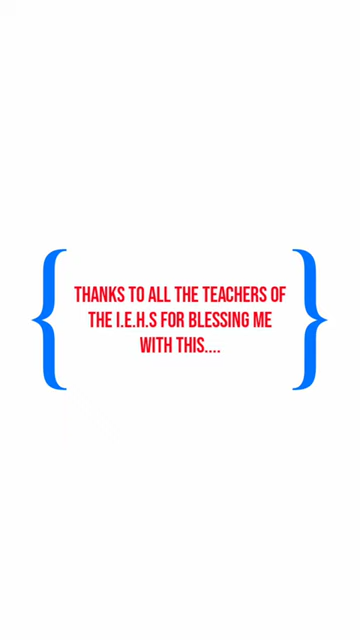 THANKS TO ALL THE TEACHERS OF
THE I.E.H.S FOR BLESSING ME
WITH THIS....